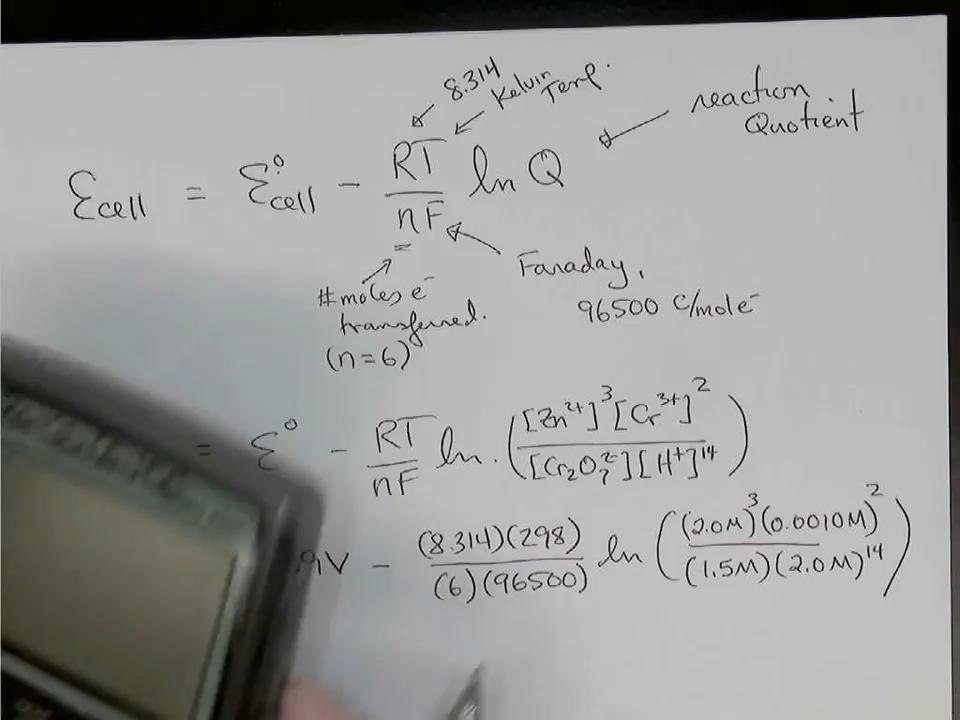 8.314
Kelvin Temp.
reaction Quotient
Ɛcell = Ɛ°cell − RT/nF ln Q
Faraday,
96500 C/mole⁻
#moles e⁻
transferred.
(n=6)
= Ɛ° − RT/nF ln. ([Zn²⁺]³[Cr³⁺]²/[Cr₂O₇²⁻][H⁺]¹⁴)
9V − (8.314)(298)/(6)(96500) ln ((2.0M)³(0.0010M)²/(1.5M)(2.0M)¹⁴)